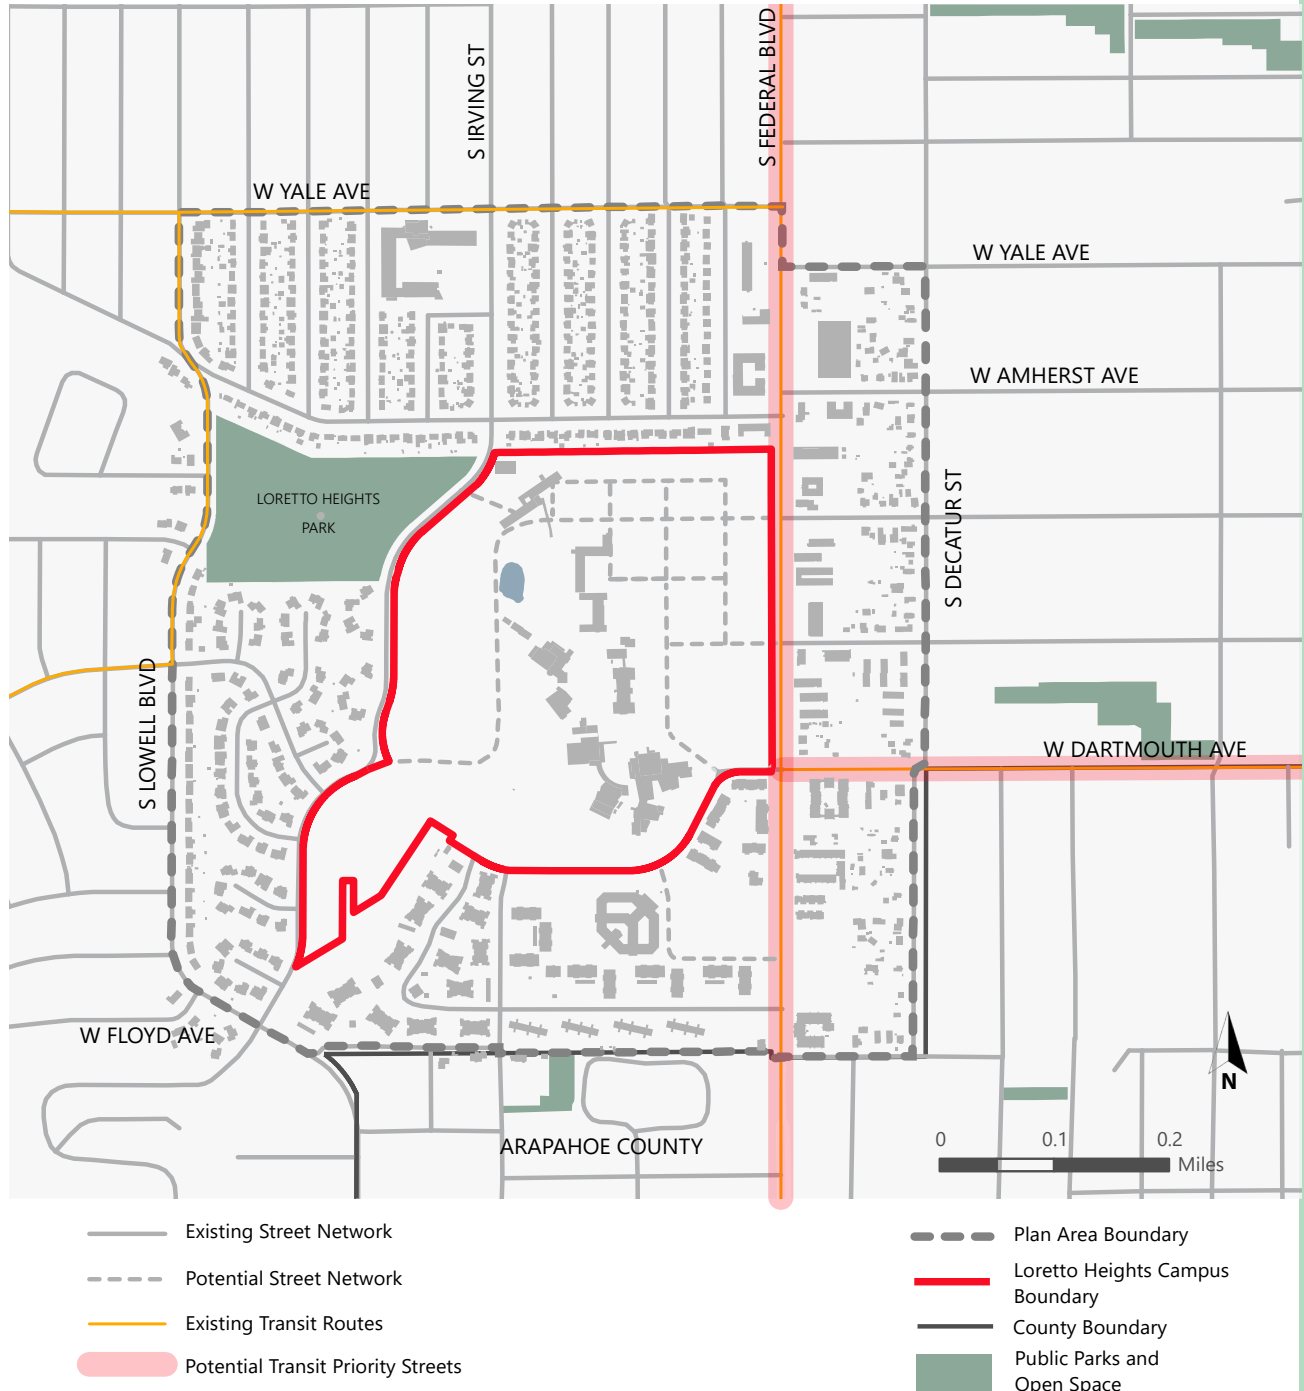 S IRVING ST
S FEDERAL BLVD
W YALE AVE
W YALE AVE
W AMHERST AVE
LORETTO HEIGHTS
PARK
S DECATUR ST
S LOWELL BLVD
W DARTMOUTH AVE
W FLOYD AVE
N
ARAPAHOE COUNTY
0 0.1 0.2
Miles
Existing Street Network
Potential Street Network
Existing Transit Routes
Potential Transit Priority Streets
Plan Area Boundary
Loretto Heights Campus
Boundary
County Boundary
Public Parks and
Open Space